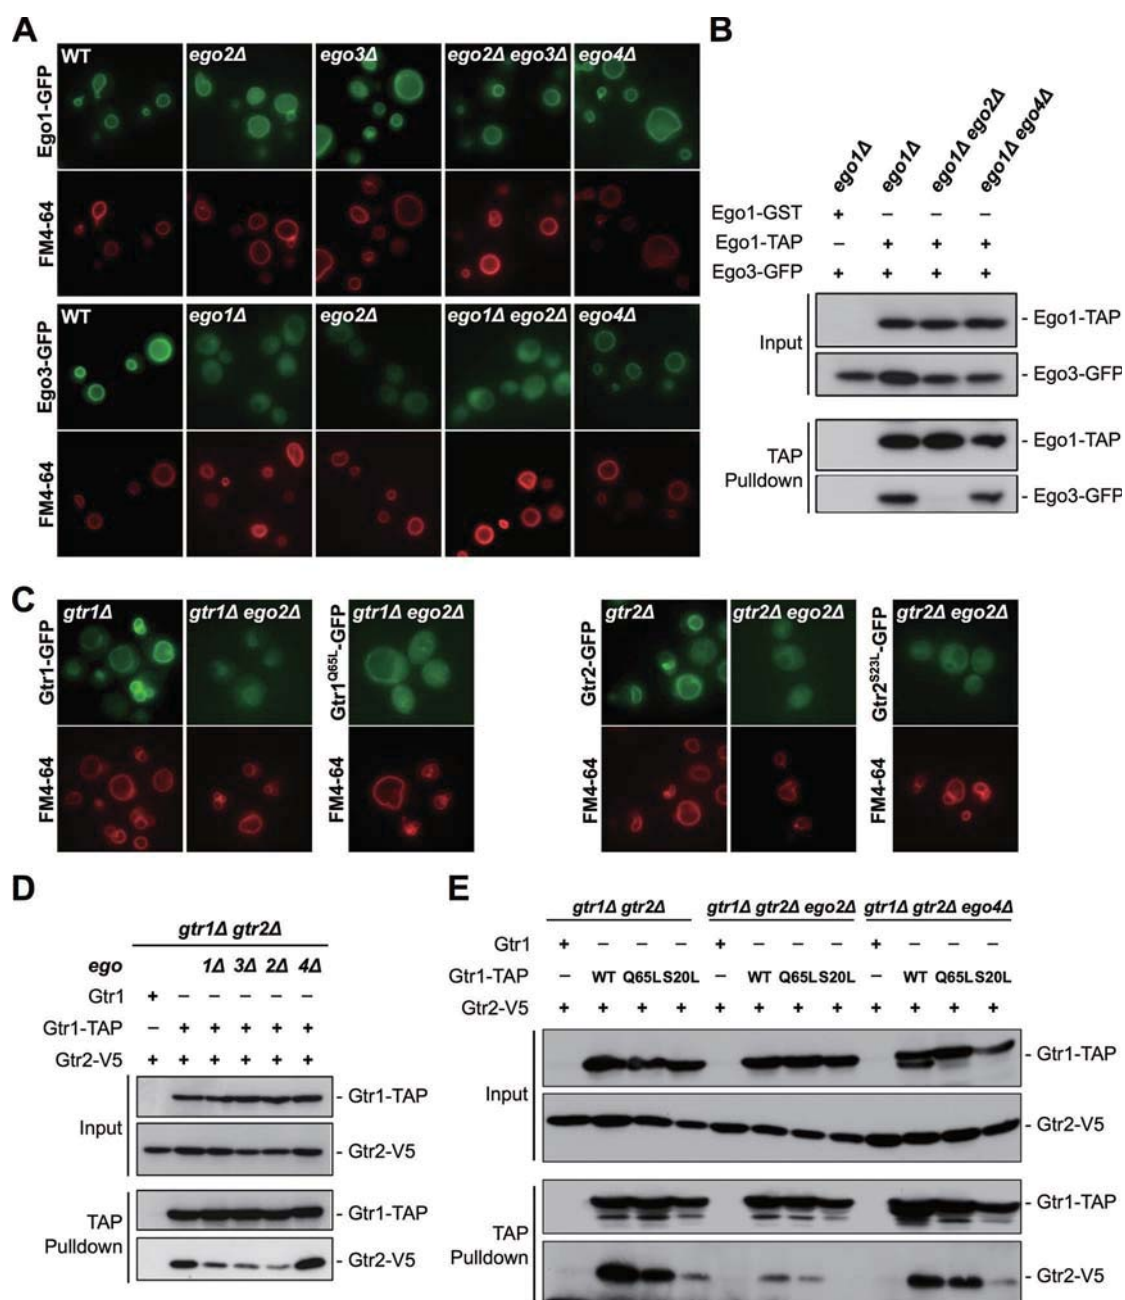 A
WT
ego2Δ
ego3Δ
ego2Δ ego3Δ
ego4Δ
Ego1-GFP
FM4-64
WT
ego1Δ
ego2Δ
ego1Δ ego2Δ
ego4Δ
Ego3-GFP
FM4-64
B
ego1Δ
ego1Δ
ego1Δ ego2Δ
ego1Δ ego4Δ
Ego1-GST + – – –
Ego1-TAP – + + +
Ego3-GFP + + + +
Input
- Ego1-TAP
- Ego3-GFP
TAP
Pulldown
- Ego1-TAP
- Ego3-GFP
C
gtr1Δ
gtr1Δ ego2Δ
gtr1Δ ego2Δ
Gtr1-GFP
Gtr1Q65L-GFP
FM4-64
FM4-64
gtr2Δ
gtr2Δ ego2Δ
gtr2Δ ego2Δ
Gtr2-GFP
Gtr2S23L-GFP
FM4-64
FM4-64
D
gtr1Δ gtr2Δ
ego 1Δ 3Δ 2Δ 4Δ
Gtr1 + – – – – –
Gtr1-TAP – + + + + +
Gtr2-V5 + + + + + +
Input
- Gtr1-TAP
- Gtr2-V5
TAP
Pulldown
- Gtr1-TAP
- Gtr2-V5
E
gtr1Δ gtr2Δ gtr1Δ gtr2Δ ego2Δ gtr1Δ gtr2Δ ego4Δ
Gtr1 + – – – + – – – + – – –
Gtr1-TAP – WT Q65L S20L – WT Q65L S20L – WT Q65L S20L
Gtr2-V5 + + + + + + + + + + + +
Input
- Gtr1-TAP
- Gtr2-V5
TAP
Pulldown
- Gtr1-TAP
- Gtr2-V5